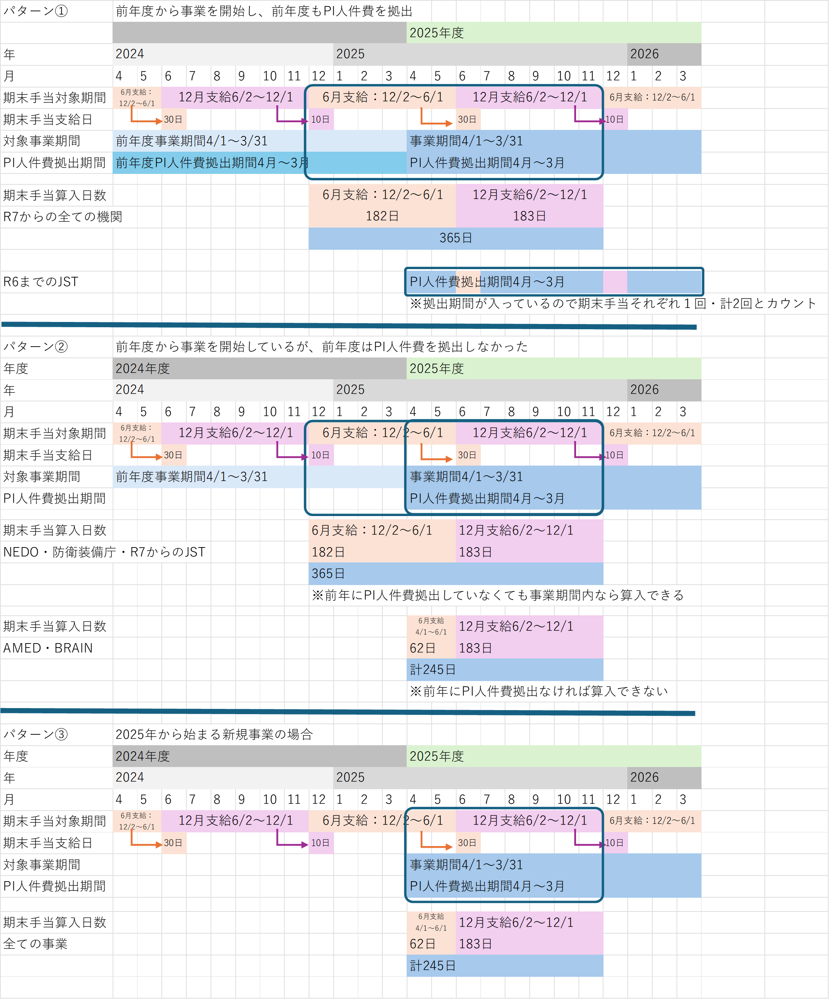 パターン① 前年度から事業を開始し、前年度もPI人件費を拠出
2025年度
年 2024 2025 2026
月 4 5 6 7 8 9 10 11 12 1 2 3 4 5 6 7 8 9 10 11 12 1 2 3
期末手当対象期間 6月支給：12/2～6/1 12月支給6/2～12/1 6月支給：12/2～6/1 12月支給6/2～12/1 6月支給：12/2～6/1
期末手当支給日 30日 10日 30日 10日
対象事業期間 前年度事業期間4/1～3/31 事業期間4/1～3/31
PI人件費拠出期間 前年度PI人件費拠出期間4月～3月 PI人件費拠出期間4月～3月
期末手当算入日数 6月支給：12/2～6/1 12月支給6/2～12/1
R7からの全ての機関 182日 183日
365日
R6までのJST PI人件費拠出期間4月～3月
※拠出期間が入っているので期末手当それぞれ１回・計2回とカウント
パターン② 前年度から事業を開始しているが、前年度はPI人件費を拠出しなかった
年度 2024年度 2025年度
年 2024 2025 2026
月 4 5 6 7 8 9 10 11 12 1 2 3 4 5 6 7 8 9 10 11 12 1 2 3
期末手当対象期間 6月支給：12/2～6/1 12月支給6/2～12/1 6月支給：12/2～6/1 12月支給6/2～12/1 6月支給：12/2～6/1
期末手当支給日 30日 10日 30日 10日
対象事業期間 前年度事業期間4/1～3/31 事業期間4/1～3/31
PI人件費拠出期間 PI人件費拠出期間4月～3月
期末手当算入日数 6月支給：12/2～6/1 12月支給6/2～12/1
NEDO・防衛装備庁・R7からのJST 182日 183日
365日
※前年にPI人件費拠出していなくても事業期間内なら算入できる
期末手当算入日数 6月支給 4/1～6/1 12月支給6/2～12/1
AMED・BRAIN 62日 183日
計245日
※前年にPI人件費拠出なければ算入できない
パターン③ 2025年から始まる新規事業の場合
年度 2024年度 2025年度
年 2024 2025 2026
月 4 5 6 7 8 9 10 11 12 1 2 3 4 5 6 7 8 9 10 11 12 1 2 3
期末手当対象期間 6月支給：12/2～6/1 12月支給6/2～12/1 6月支給：12/2～6/1 12月支給6/2～12/1 6月支給：12/2～6/1
期末手当支給日 30日 10日 30日 10日
対象事業期間 事業期間4/1～3/31
PI人件費拠出期間 PI人件費拠出期間4月～3月
期末手当算入日数 6月支給 4/1～6/1 12月支給6/2～12/1
全ての事業 62日 183日
計245日